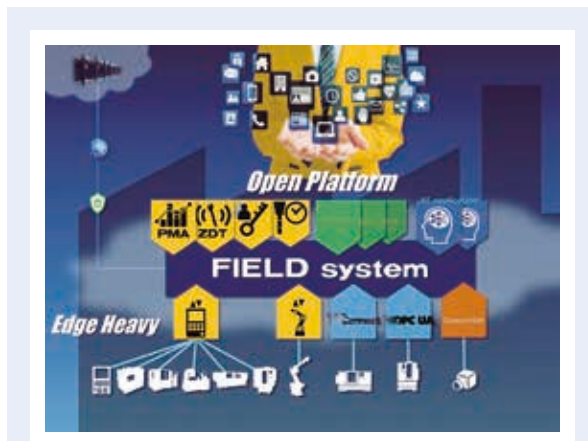 Open Platform
PMA
ZDT
FIELD system
Edge Heavy
OPC UA